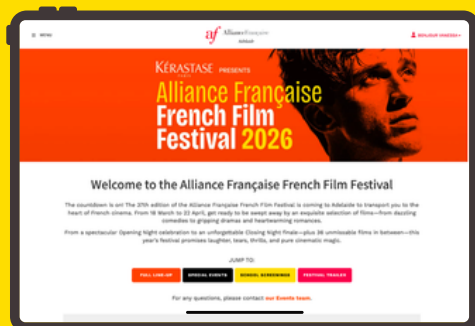 MENU
af AllianceFrançaise
Adelaide
BONJOUR VANESSA
KÉRASTASE PRESENTS
PARIS
Alliance Française
French Film
Festival 2026
Welcome to the Alliance Française French Film Festival
The countdown is on! The 37th edition of the Alliance Française French Film Festival is coming to Adelaide to transport you to the
heart of French cinema. From 18 March to 22 April, get ready to be swept away by an exquisite selection of films—from dazzling
comedies to gripping dramas and heartwarming romances.
From a spectacular Opening Night celebration to an unforgettable Closing Night finale—plus 36 unmissable films in between—this
year's festival promises laughter, tears, thrills, and pure cinematic magic.
JUMP TO:
FULL LINE-UP SPECIAL EVENTS SCHOOL SCREENINGS FESTIVAL TRAILER
For any questions, please contact our Events team.